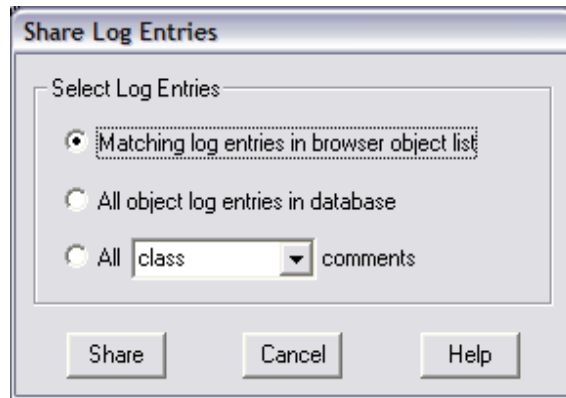 Share Log Entries
Select Log Entries
Matching log entries in browser object list
All object log entries in database
All class comments
Share Cancel Help